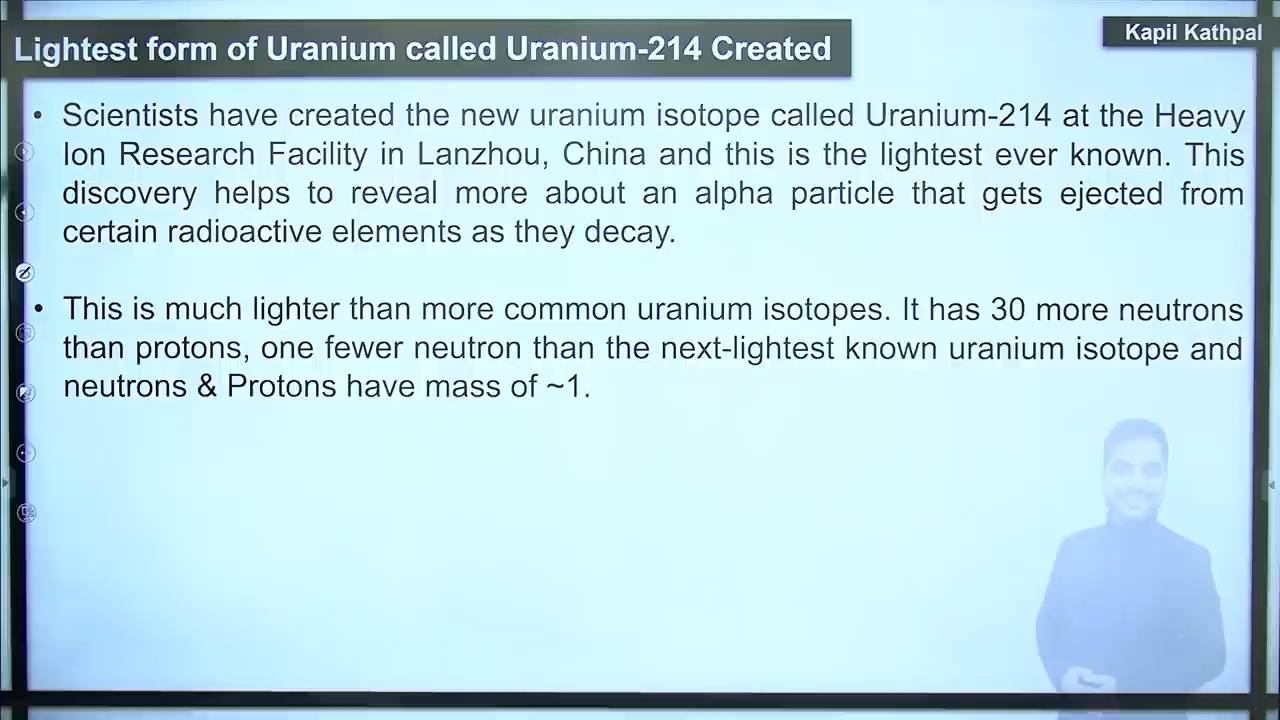 Lightest form of Uranium called Uranium-214 Created
Kapil Kathpal
• Scientists have created the new uranium isotope called Uranium-214 at the Heavy
Ion Research Facility in Lanzhou, China and this is the lightest ever known. This
discovery helps to reveal more about an alpha particle that gets ejected from
certain radioactive elements as they decay.
• This is much lighter than more common uranium isotopes. It has 30 more neutrons
than protons, one fewer neutron than the next-lightest known uranium isotope and
neutrons & Protons have mass of ~1.